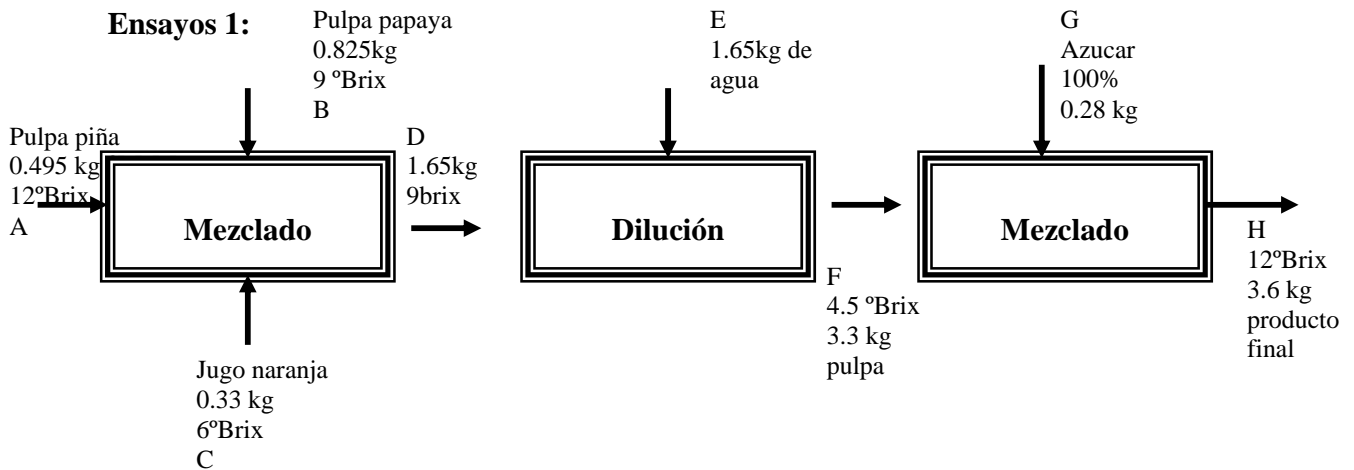 Ensayos 1:
Pulpa papaya
0.825kg
9 ºBrix
B
E
1.65kg de
agua
G
Azucar
100%
0.28 kg
Pulpa piña
0.495 kg
12ºBrix
A
Mezclado
D
1.65kg
9brix
Dilución
F
4.5 ºBrix
3.3 kg
pulpa
Mezclado
H
12ºBrix
3.6 kg
producto
final
Jugo naranja
0.33 kg
6ºBrix
C